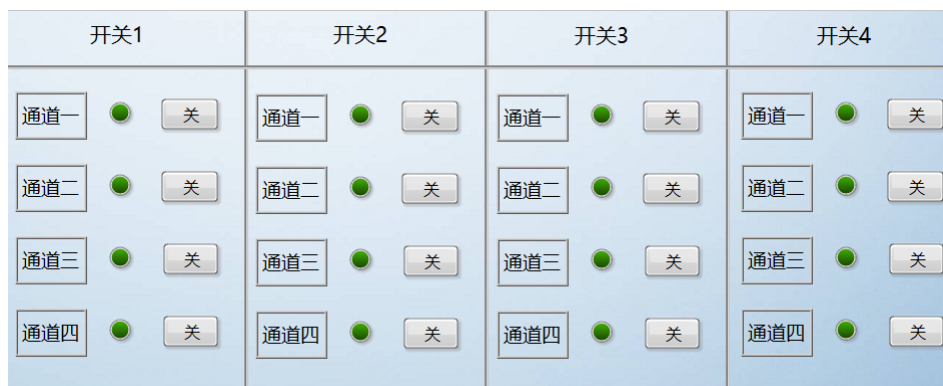 开关1 开关2 开关3 开关4
通道一 关 通道一 关 通道一 关 通道一 关
通道二 关 通道二 关 通道二 关 通道二 关
通道三 关 通道三 关 通道三 关 通道三 关
通道四 关 通道四 关 通道四 关 通道四 关